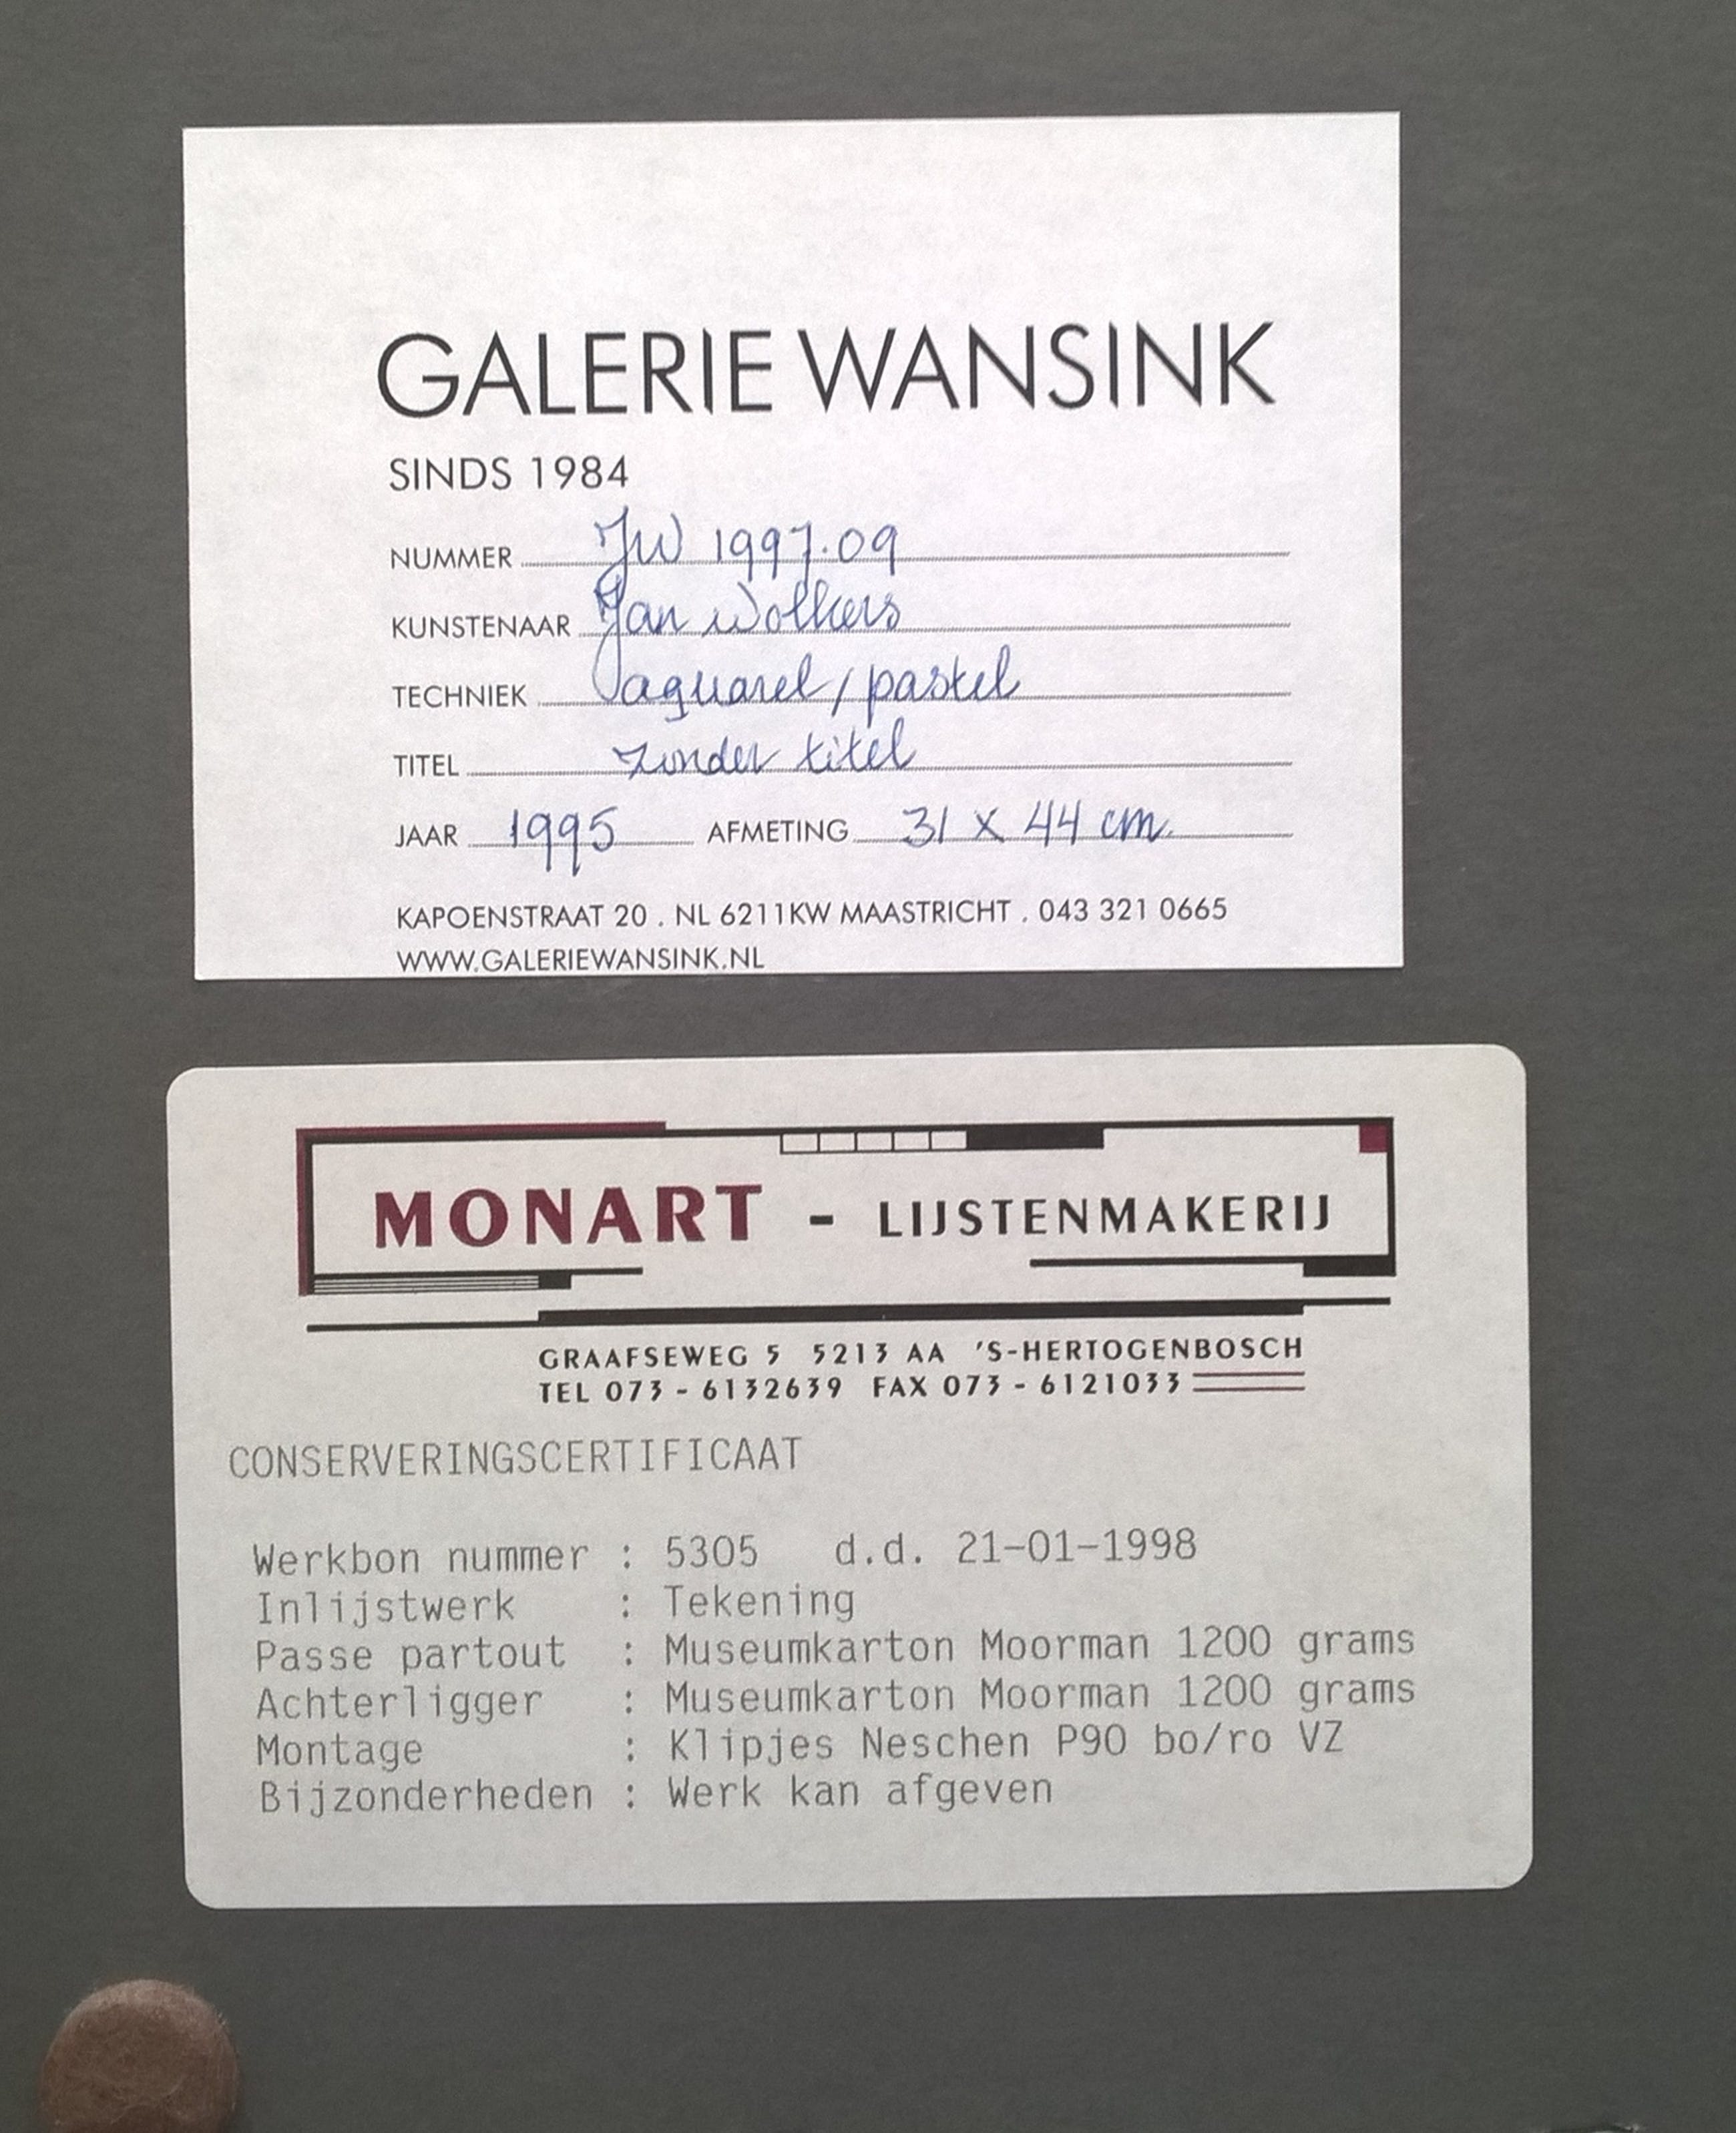 GALERIE WANSINK
SINDS 1984
NUMMER JW 1997.09
KUNSTENAAR Jan Wolkers
TECHNIEK aquarel / pastel
TITEL zonder titel
JAAR 1995 AFMETING 31 x 44 cm.
KAPOENSTRAAT 20 . NL 6211KW MAASTRICHT . 043 321 0665
WWW.GALERIEWANSINK.NL
MONART - LIJSTENMAKERIJ
GRAAFSEWEG 5 5213 AA 'S-HERTOGENBOSCH
TEL 073 - 6132639 FAX 073 - 6121033
CONSERVERINGSCERTIFICAAT
Werkbon nummer : 5305 d.d. 21-01-1998
Inlijstwerk : Tekening
Passe partout : Museumkarton Moorman 1200 grams
Achterligger : Museumkarton Moorman 1200 grams
Montage : Klipjes Neschen P90 bo/ro VZ
Bijzonderheden : Werk kan afgeven